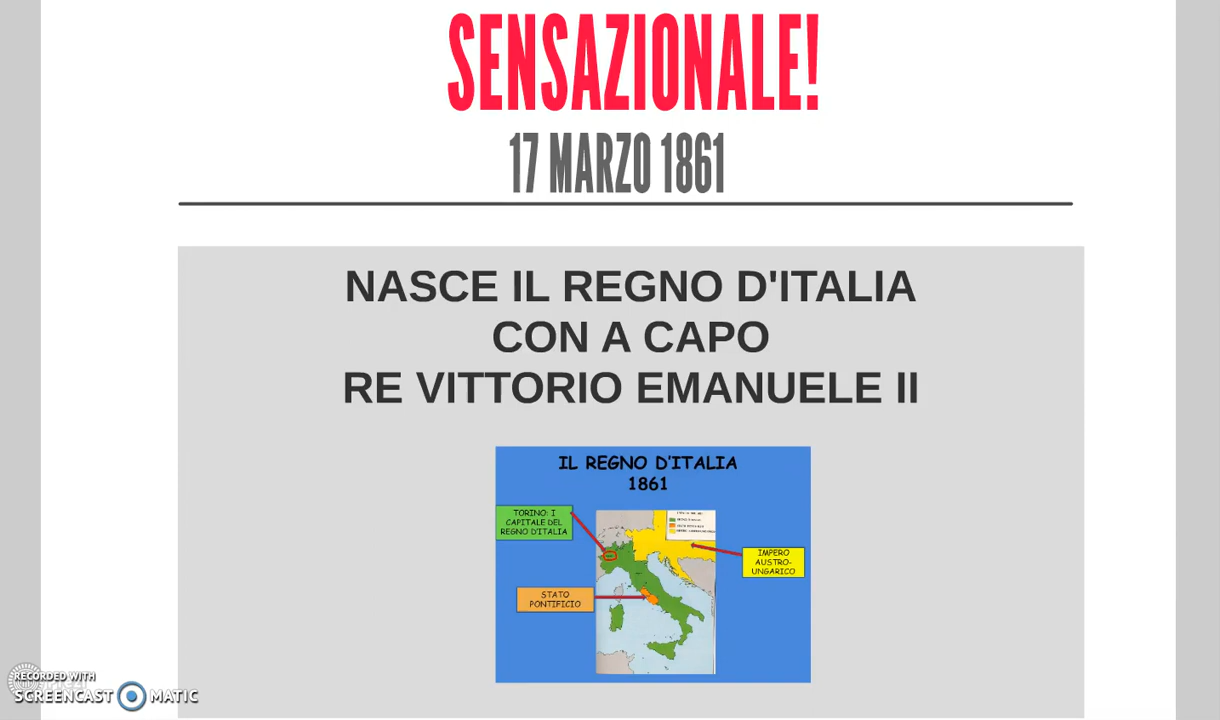 SENSAZIONALE!
17 MARZO 1861
NASCE IL REGNO D'ITALIA
CON A CAPO
RE VITTORIO EMANUELE II
IL REGNO D'ITALIA
1861
TORINO: I
CAPITALE DEL
REGNO D'ITALIA
IMPERO
AUSTRO-
UNGARICO
STATO
PONTIFICIO
RECORDED WITH
SCREENCAST MATIC